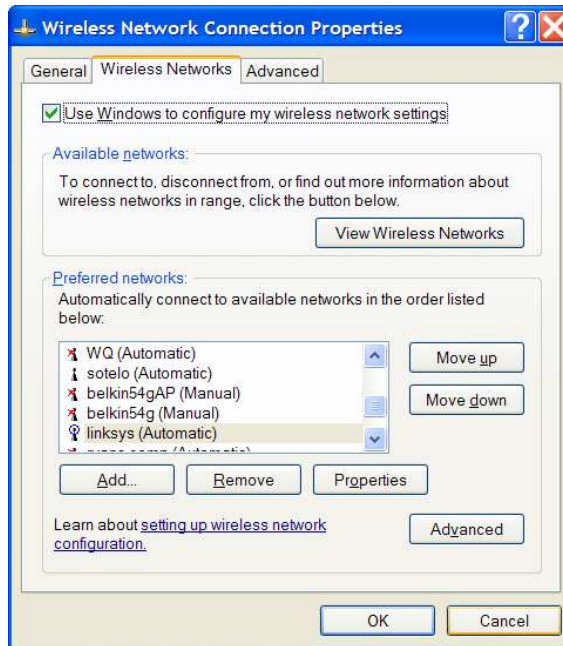 Wireless Network Connection Properties
General Wireless Networks Advanced
Use Windows to configure my wireless network settings
Available networks:
To connect to, disconnect from, or find out more information about
wireless networks in range, click the button below.
View Wireless Networks
Preferred networks:
Automatically connect to available networks in the order listed
below:
WQ (Automatic)
sotelo (Automatic)
belkin54gAP (Manual)
belkin54g (Manual)
linksys (Automatic)
Move up
Move down
Add... Remove Properties
Learn about setting up wireless network
configuration.
Advanced
OK Cancel